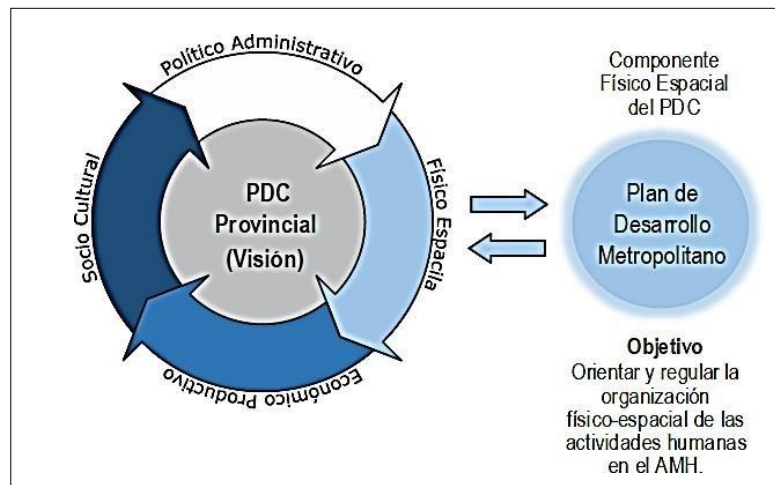 Político Administrativo
Socio Cultural
PDC
Provincial
(Visión)
Físico Espacila
Económico Productivo
Componente
Físico Espacial
del PDC
Plan de
Desarrollo
Metropolitano
Objetivo
Orientar y regular la
organización
físico-espacial de las
actividades humanas
en el AMH.